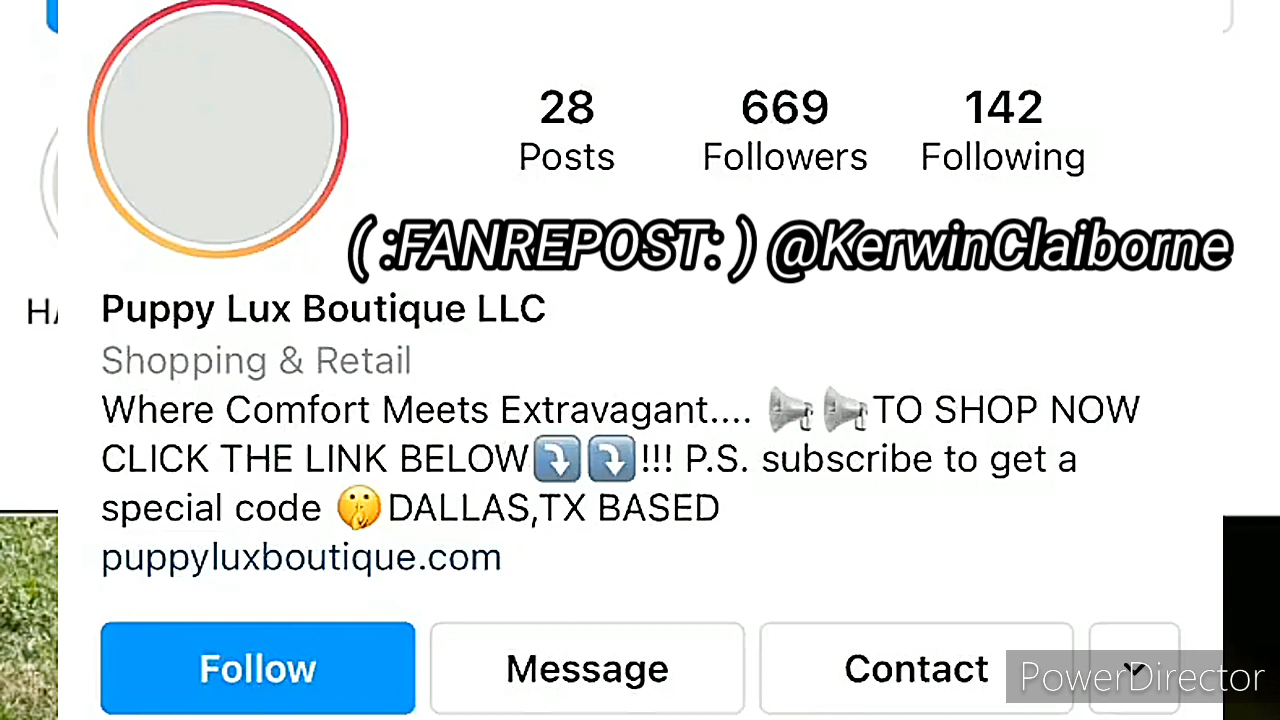 28 669 142
Posts Followers Following
( :FANREPOST: ) @KerwinClaiborne
HA
Puppy Lux Boutique LLC
Shopping & Retail
Where Comfort Meets Extravagant.... 📢📢TO SHOP NOW
CLICK THE LINK BELOW⤵️⤵️!!! P.S. subscribe to get a
special code 🤫DALLAS,TX BASED
puppyluxboutique.com
Follow Message Contact
PowerDirector